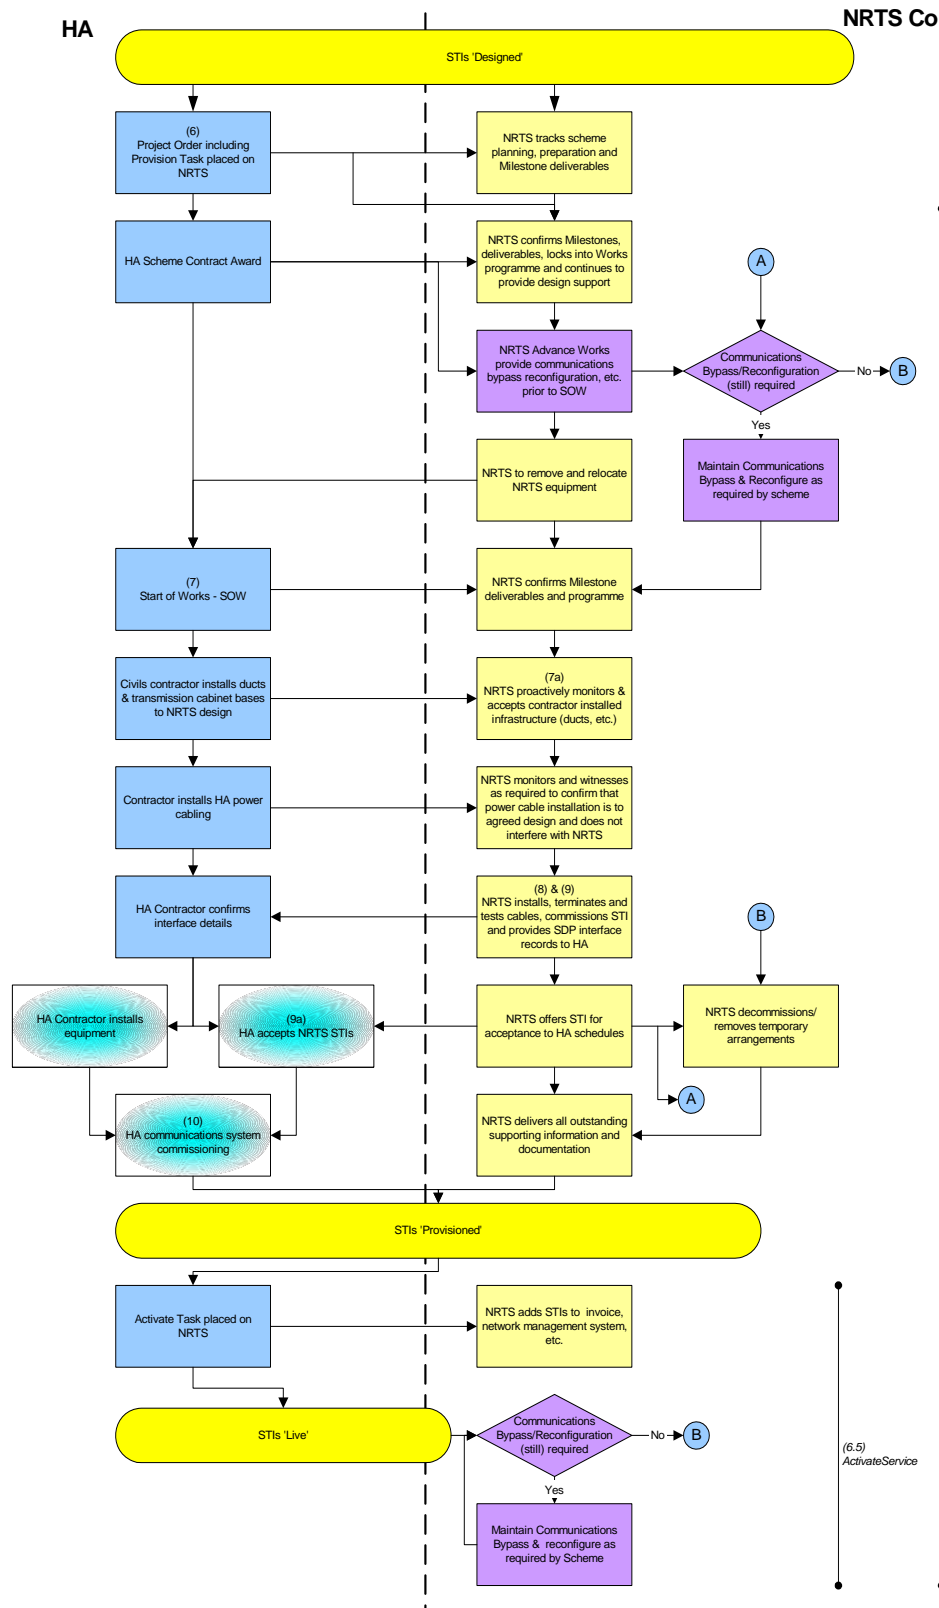 HA
NRTS Co
STIs 'Designed'
(6)
Project Order including
Provision Task placed on
NRTS
NRTS tracks scheme
planning, preparation and
Milestone deliverables
HA Scheme Contract Award
NRTS confirms Milestones,
deliverables, locks into Works
programme and continues to
provide design support
A
NRTS Advance Works
provide communications
bypass reconfiguration, etc.
prior to SOW
Communications
Bypass/Reconfiguration
(still) required
No
B
Yes
NRTS to remove and relocate
NRTS equipment
Maintain Communications
Bypass & Reconfigure as
required by scheme
(7)
Start of Works - SOW
NRTS confirms Milestone
deliverables and programme
Civils contractor installs ducts
& transmission cabinet bases
to NRTS design
(7a)
NRTS proactively monitors &
accepts contractor installed
infrastructure (ducts, etc.)
Contractor installs HA power
cabling
NRTS monitors and witnesses
as required to confirm that
power cable installation is to
agreed design and does not
interfere with NRTS
HA Contractor confirms
interface details
(8) & (9)
NRTS installs, terminates and
tests cables, commissions STI
and provides SDP interface
records to HA
B
HA Contractor installs
equipment
(9a)
HA accepts NRTS STIs
NRTS offers STI for
acceptance to HA schedules
NRTS decommissions/
removes temporary
arrangements
A
(10)
HA communications system
commissioning
NRTS delivers all outstanding
supporting information and
documentation
STIs 'Provisioned'
Activate Task placed on
NRTS
NRTS adds STIs to invoice,
network management system,
etc.
STIs 'Live'
Communications
Bypass/Reconfiguration
(still) required
No
B
Yes
(6.5)
ActivateService
Maintain Communications
Bypass & reconfigure as
required by Scheme